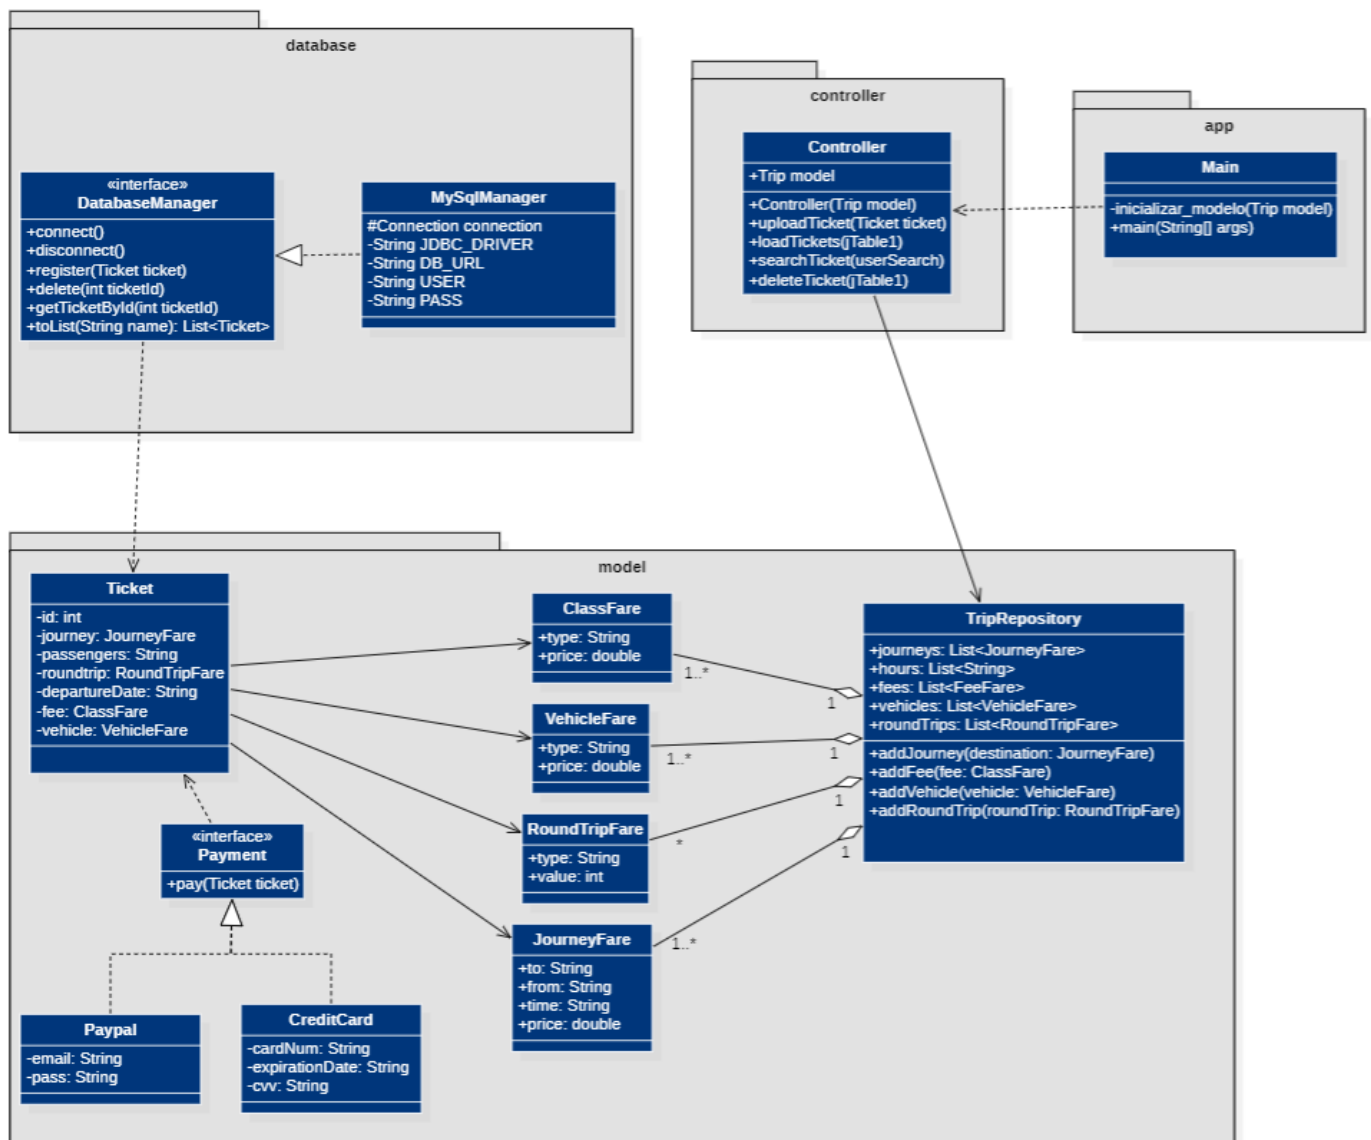 database
«interface»
DatabaseManager
+connect()
+disconnect()
+register(Ticket ticket)
+delete(int ticketId)
+getTicketById(int ticketId)
+toList(String name): List<Ticket>
MySqlManager
#Connection connection
-String JDBC_DRIVER
-String DB_URL
-String USER
-String PASS
controller
Controller
+Trip model
+Controller(Trip model)
+uploadTicket(Ticket ticket)
+loadTickets(jTable1)
+searchTicket(userSearch)
+deleteTicket(jTable1)
app
Main
-inicializar_modelo(Trip model)
+main(String[] args)
model
Ticket
-id: int
-journey: JourneyFare
-passengers: String
-roundtrip: RoundTripFare
-departureDate: String
-fee: ClassFare
-vehicle: VehicleFare
«interface»
Payment
+pay(Ticket ticket)
Paypal
-email: String
-pass: String
CreditCard
-cardNum: String
-expirationDate: String
-cvv: String
ClassFare
+type: String
+price: double
1..*
1
VehicleFare
+type: String
+price: double
1..*
1
RoundTripFare
+type: String
+value: int
*
1
JourneyFare
+to: String
+from: String
+time: String
+price: double
1..*
1
TripRepository
+journeys: List<JourneyFare>
+hours: List<String>
+fees: List<FeeFare>
+vehicles: List<VehicleFare>
+roundTrips: List<RoundTripFare>
+addJourney(destination: JourneyFare)
+addFee(fee: ClassFare)
+addVehicle(vehicle: VehicleFare)
+addRoundTrip(roundTrip: RoundTripFare)